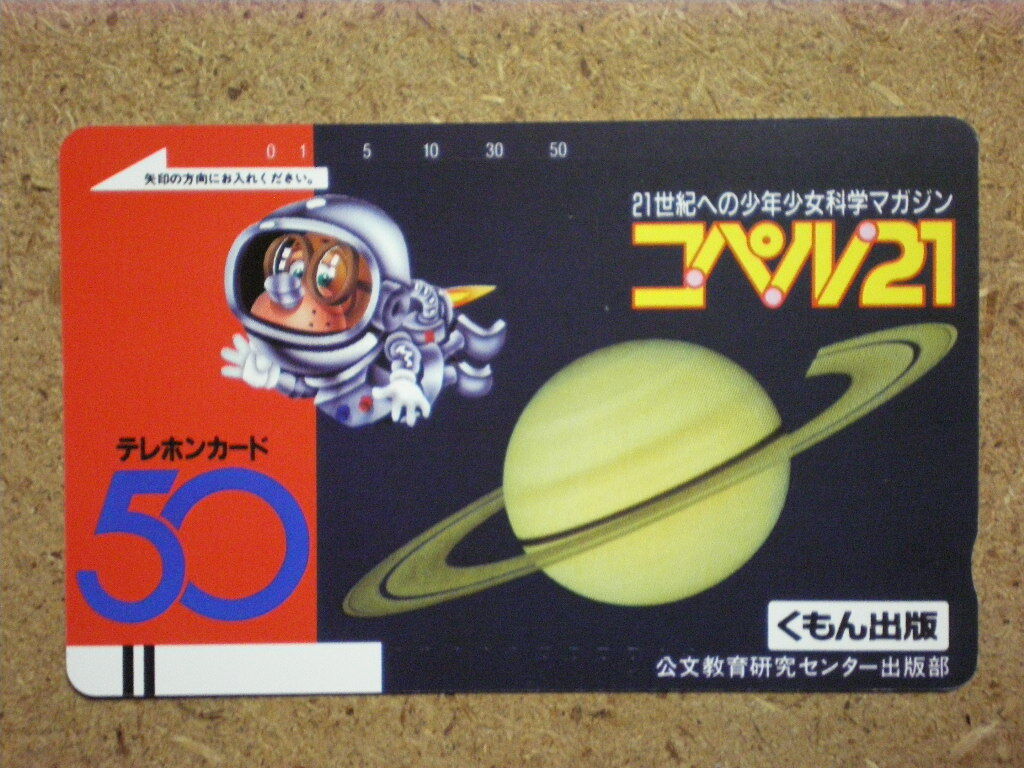 0 1 5 10 30 50
矢印の方向にお入れください。
21世紀への少年少女科学マガジン
コペル21
テレホンカード
50
くもん出版
公文教育研究センター出版部